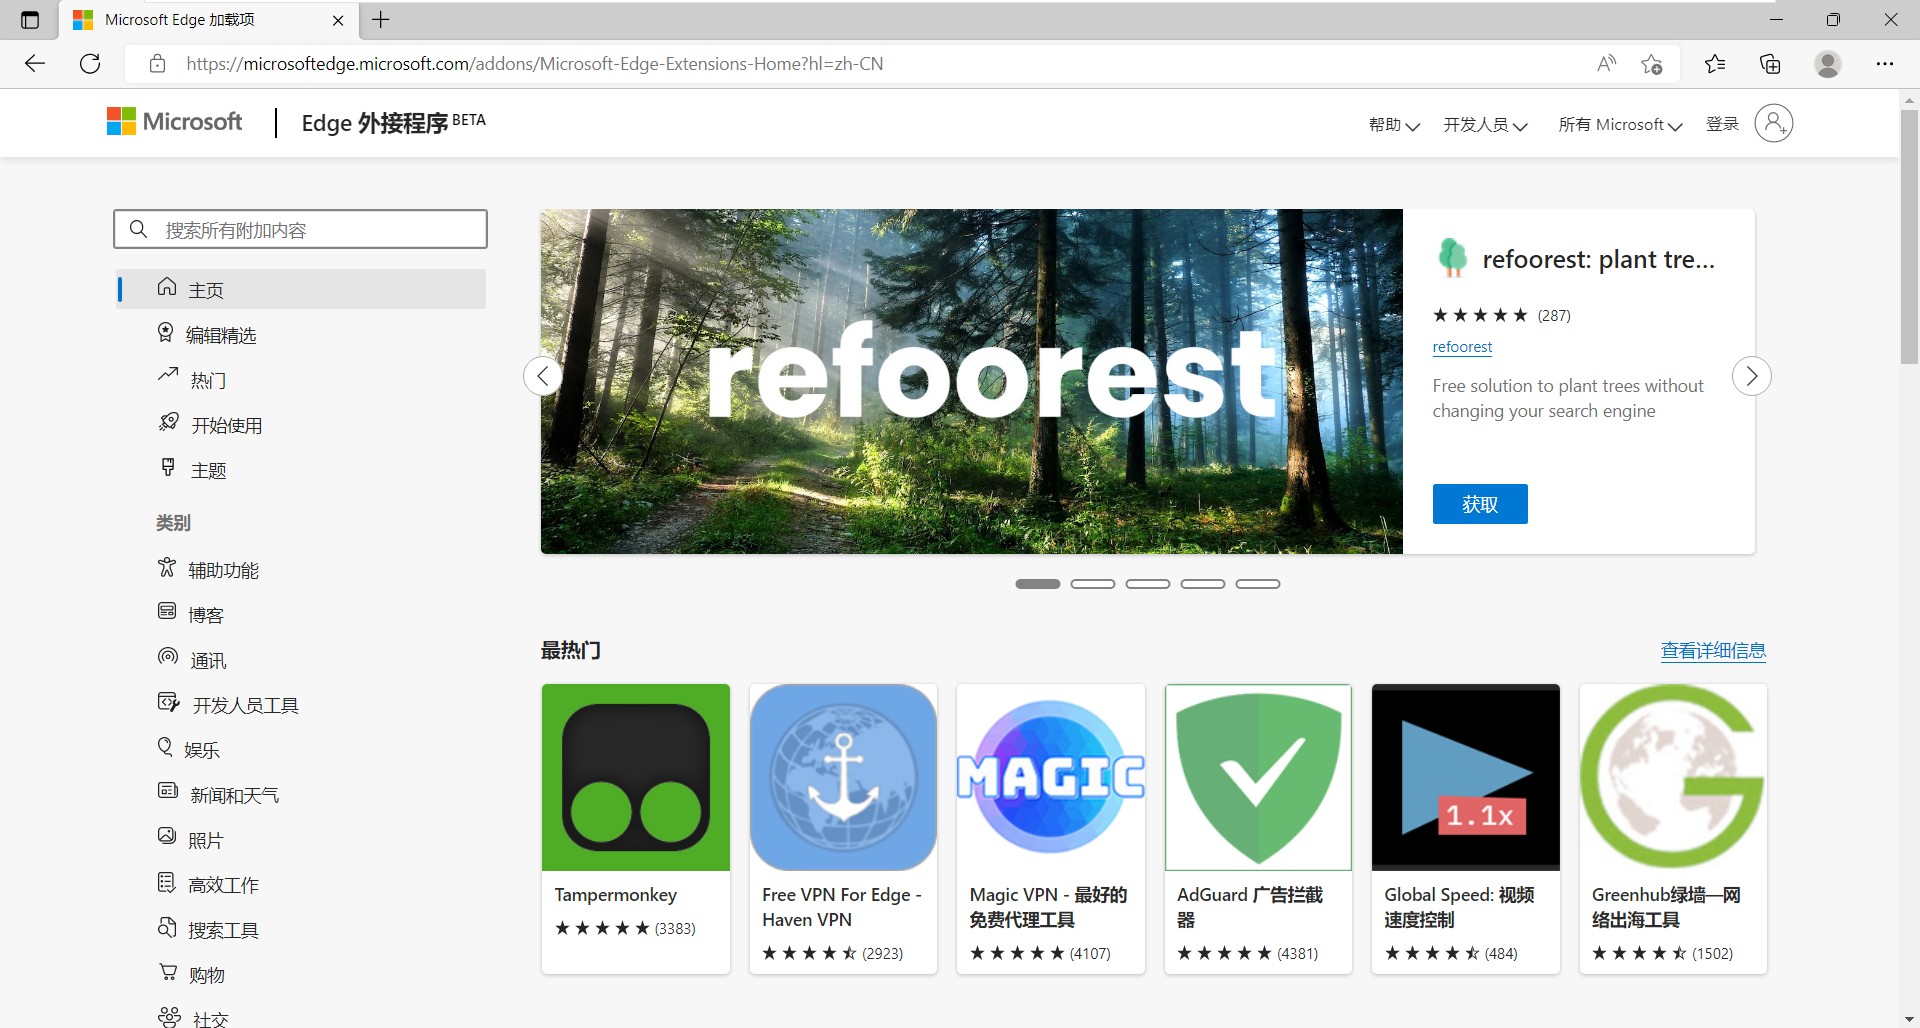 Microsoft Edge 加载项
https://microsoftedge.microsoft.com/addons/Microsoft-Edge-Extensions-Home?hl=zh-CN
Microsoft
Edge 外接程序 BETA
帮助
开发人员
所有 Microsoft
登录
搜索所有附加内容
主页
编辑精选
热门
开始使用
主题
类别
辅助功能
博客
通讯
开发人员工具
娱乐
新闻和天气
照片
高效工作
搜索工具
购物
社交
refoorest
refoorest: plant tre...
(287)
refoorest
Free solution to plant trees without
changing your search engine
获取
最热门
查看详细信息
Tampermonkey
(3383)
Free VPN For Edge -
Haven VPN
(2923)
MAGIC
Magic VPN - 最好的
免费代理工具
(4107)
AdGuard 广告拦截
器
(4381)
1.1x
Global Speed: 视频
速度控制
(484)
Greenhub绿墙—网
络出海工具
(1502)